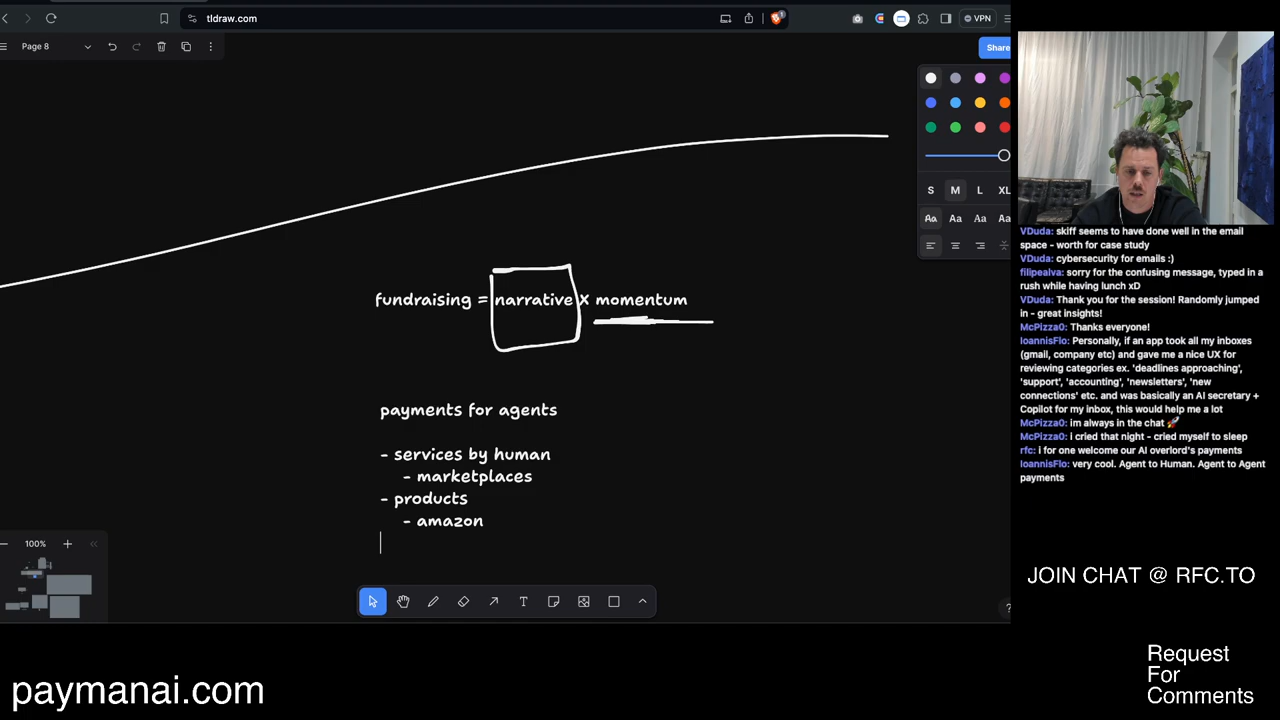 tldraw.com
VPN
Page 8
Share
S M L XL
Aa Aa Aa Aa
fundraising = narrative x momentum
payments for agents
- services by human
- marketplaces
- products
- amazon
100%
?
VDuda: skiff seems to have done well in the email
space - worth for case study
VDuda: cybersecurity for emails :)
filipealva: sorry for the confusing message, typed in a
rush while having lunch xD
VDuda: Thank you for the session! Randomly jumped
in - great insights!
McPizza0: Thanks everyone!
IoannisFlo: Personally, if an app took all my inboxes
(gmail, company etc) and gave me a nice UX for
reviewing categories ex. 'deadlines approaching',
'support', 'accounting', 'newsletters', 'new
connections' etc. and was basically an AI secretary +
Copilot for my inbox, this would help me a lot
McPizza0: im always in the chat 🚀
McPizza0: i cried that night - cried myself to sleep
rfc: i for one welcome our AI overlord's payments
IoannisFlo: very cool. Agent to Human. Agent to Agent
payments
JOIN CHAT @ RFC.TO
paymanai.com
Request
For
Comments